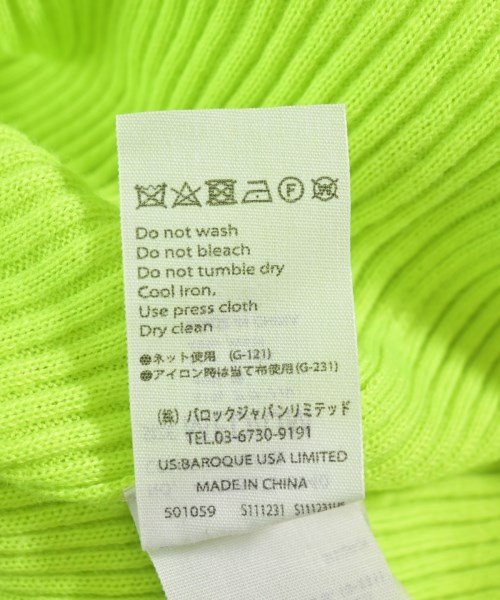 F W
Do not wash
Do not bleach
Do not tumble dry
Cool Iron,
Use press cloth
Dry clean
●ネット使用 (G-121)
●アイロン時は当て布使用(G-231)
㈱ バロックジャパンリミテッド
TEL.03-6730-9191
US:BAROQUE USA LIMITED
MADE IN CHINA
S01059 S111231 S111231